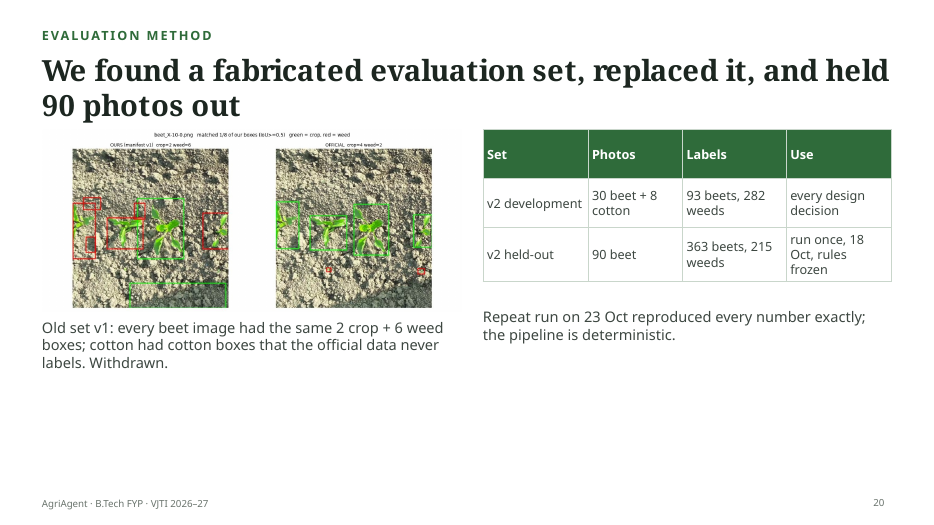 EVALUATION METHOD
We found a fabricated evaluation set, replaced it, and held
90 photos out
beet_X-10-0.png matched 1/8 of our boxes (IoU>=0.5) green = crop, red = weed
OURS (manifest v1) crop=2 weed=6
OFFICIAL crop=4 weed=2
Old set v1: every beet image had the same 2 crop + 6 weed
boxes; cotton had cotton boxes that the official data never
labels. Withdrawn.
Set Photos Labels Use
v2 development 30 beet + 8 cotton 93 beets, 282 weeds every design decision
v2 held-out 90 beet 363 beets, 215 weeds run once, 18 Oct, rules frozen
Repeat run on 23 Oct reproduced every number exactly;
the pipeline is deterministic.
AgriAgent · B.Tech FYP · VJTI 2026–27
20